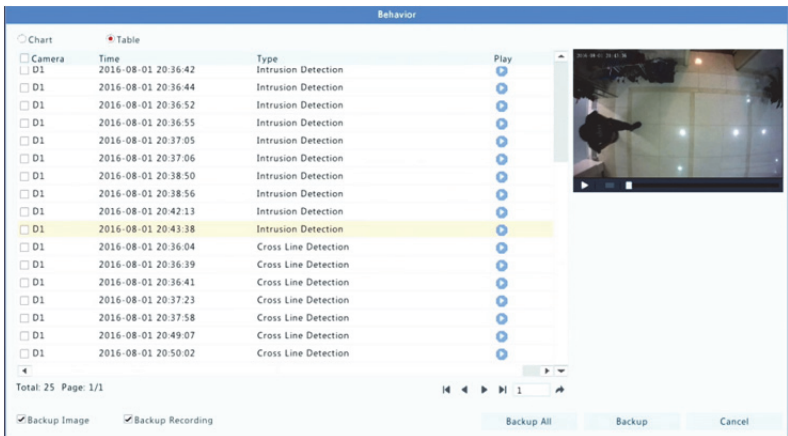 Behavior
Chart Table
Camera Time Type Play
D1 2016-08-01 20:36:42 Intrusion Detection
D1 2016-08-01 20:36:44 Intrusion Detection
D1 2016-08-01 20:36:52 Intrusion Detection
D1 2016-08-01 20:36:55 Intrusion Detection
D1 2016-08-01 20:37:05 Intrusion Detection
D1 2016-08-01 20:37:06 Intrusion Detection
D1 2016-08-01 20:38:50 Intrusion Detection
D1 2016-08-01 20:38:56 Intrusion Detection
D1 2016-08-01 20:42:13 Intrusion Detection
D1 2016-08-01 20:43:38 Intrusion Detection
D1 2016-08-01 20:36:04 Cross Line Detection
D1 2016-08-01 20:36:39 Cross Line Detection
D1 2016-08-01 20:36:41 Cross Line Detection
D1 2016-08-01 20:37:23 Cross Line Detection
D1 2016-08-01 20:37:58 Cross Line Detection
D1 2016-08-01 20:49:07 Cross Line Detection
D1 2016-08-01 20:50:02 Cross Line Detection
Total: 25 Page: 1/1 1
Backup Image Backup Recording Backup All Backup Cancel